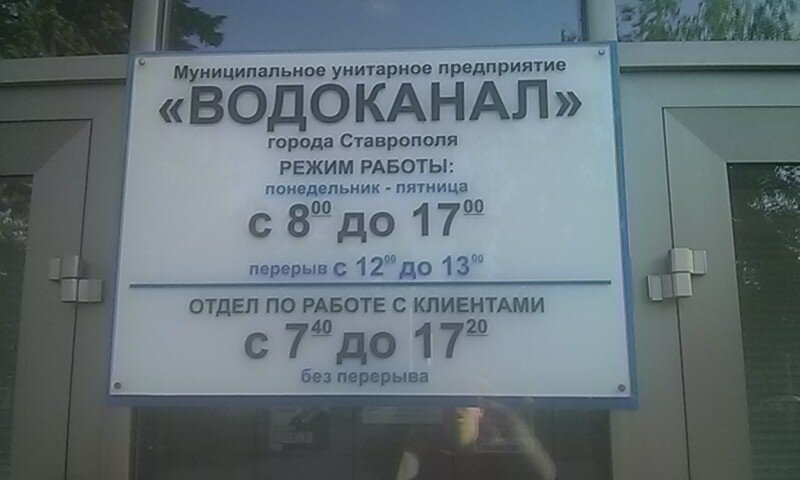 Муниципальное унитарное предприятие
«ВОДОКАНАЛ»
города Ставрополя
РЕЖИМ РАБОТЫ:
понедельник - пятница
с 8⁰⁰ до 17⁰⁰
перерыв с 12⁰⁰ до 13⁰⁰
ОТДЕЛ ПО РАБОТЕ С КЛИЕНТАМИ
с 7⁴⁰ до 17²⁰
без перерыва